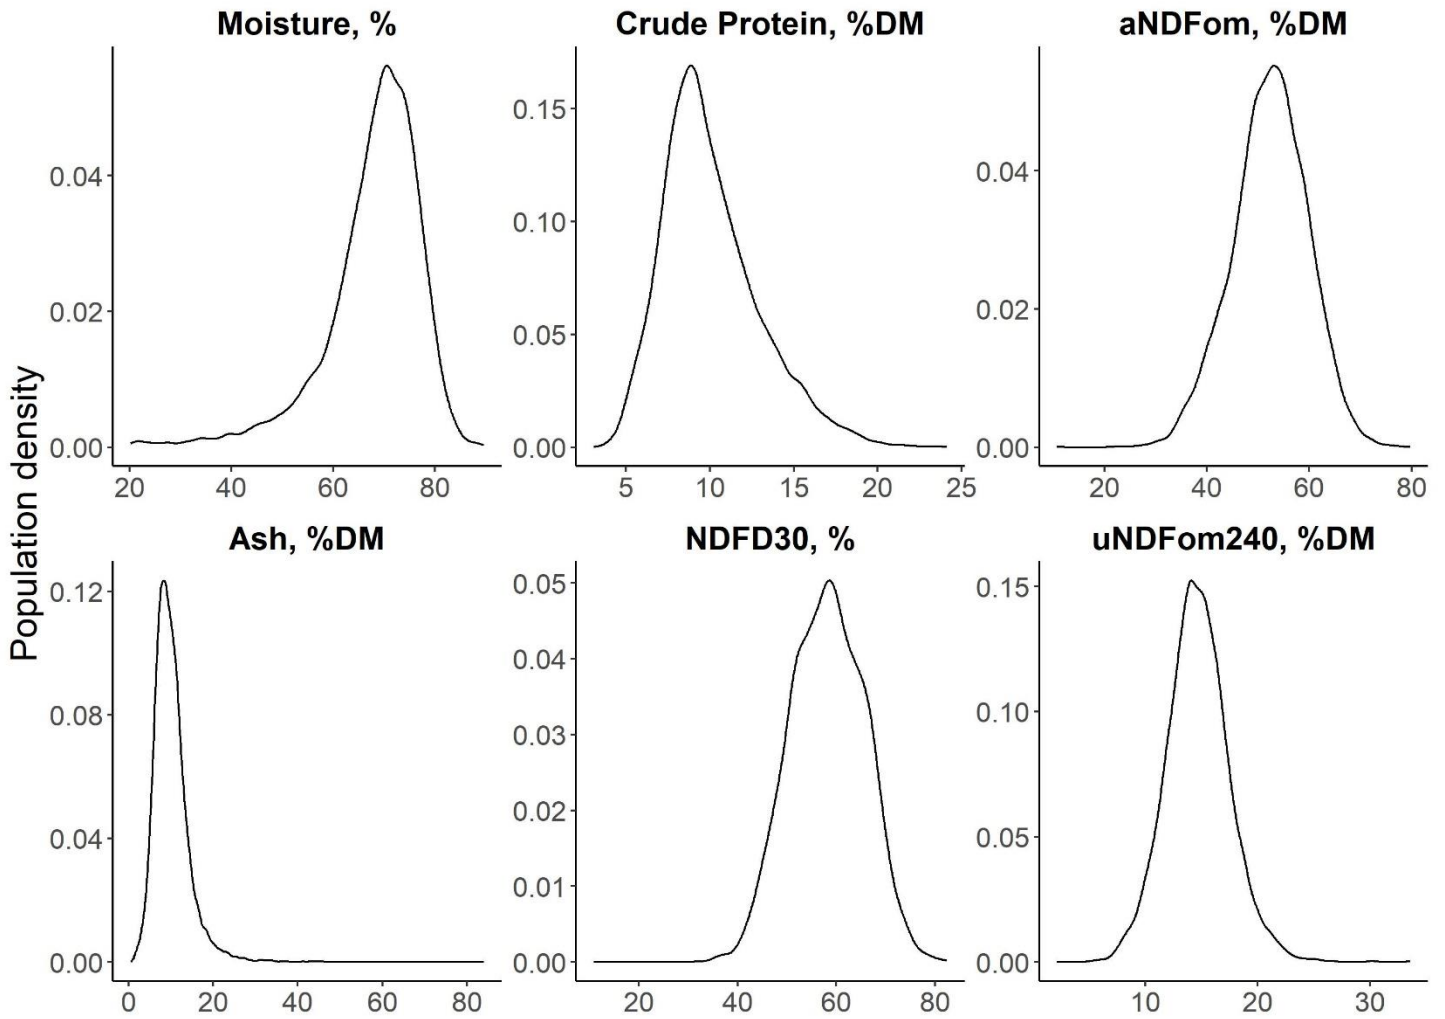 Population density
Moisture, %
0.04
0.02
0.00
20 40 60 80
Crude Protein, %DM
0.15
0.10
0.05
0.00
5 10 15 20 25
aNDFom, %DM
0.04
0.02
0.00
20 40 60 80
Ash, %DM
0.12
0.08
0.04
0.00
0 20 40 60 80
NDFD30, %
0.05
0.04
0.03
0.02
0.01
0.00
20 40 60 80
uNDFom240, %DM
0.15
0.10
0.05
0.00
10 20 30